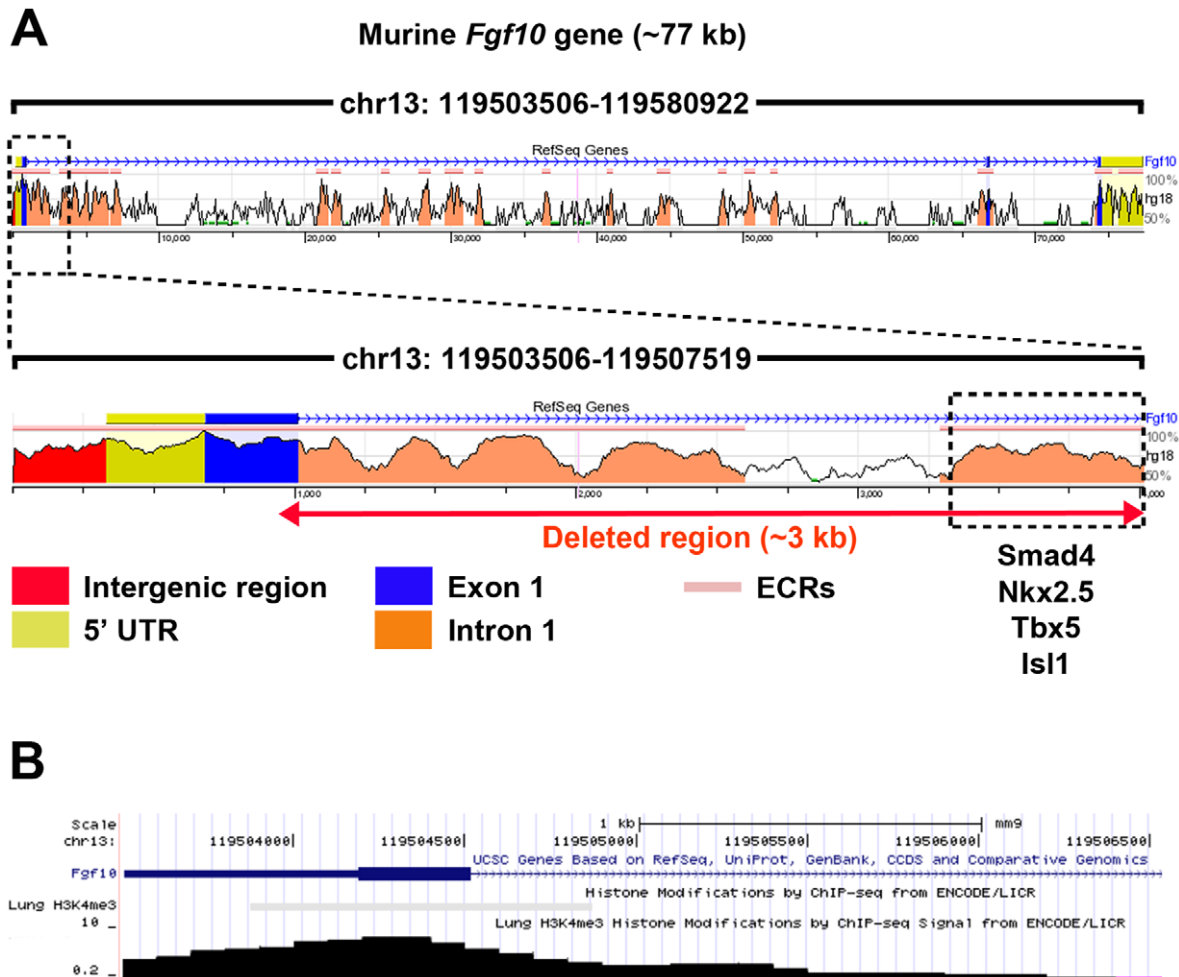 A
Murine Fgf10 gene (~77 kb)
chr13: 119503506-119580922
RefSeq Genes
Fgf10
100%
hg18
50%
10,000 20,000 30,000 40,000 50,000 60,000 70,000
chr13: 119503506-119507519
RefSeq Genes
Fgf10
100%
hg18
50%
1,000 2,000 3,000
Deleted region (~3 kb)
Intergenic region
Exon 1
ECRs
5' UTR
Intron 1
Smad4
Nkx2.5
Tbx5
Isl1
B
Scale 1 kb mm9
chr13: 119504000 119504500 119505000 119505500 119506000 119506500
UCSC Genes Based on RefSeq, UniProt, GenBank, CCDS and Comparative Genomics
Fgf10
Histone Modifications by ChIP-seq from ENCODE/LICR
Lung H3K4me3
Lung H3K4me3 Histone Modifications by ChIP-seq Signal from ENCODE/LICR
10 _
0.2 _